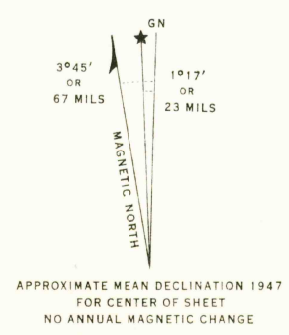 GN
3°45'
OR
67 MILS
1°17'
OR
23 MILS
MAGNETIC NORTH
APPROXIMATE MEAN DECLINATION 1947
FOR CENTER OF SHEET
NO ANNUAL MAGNETIC CHANGE